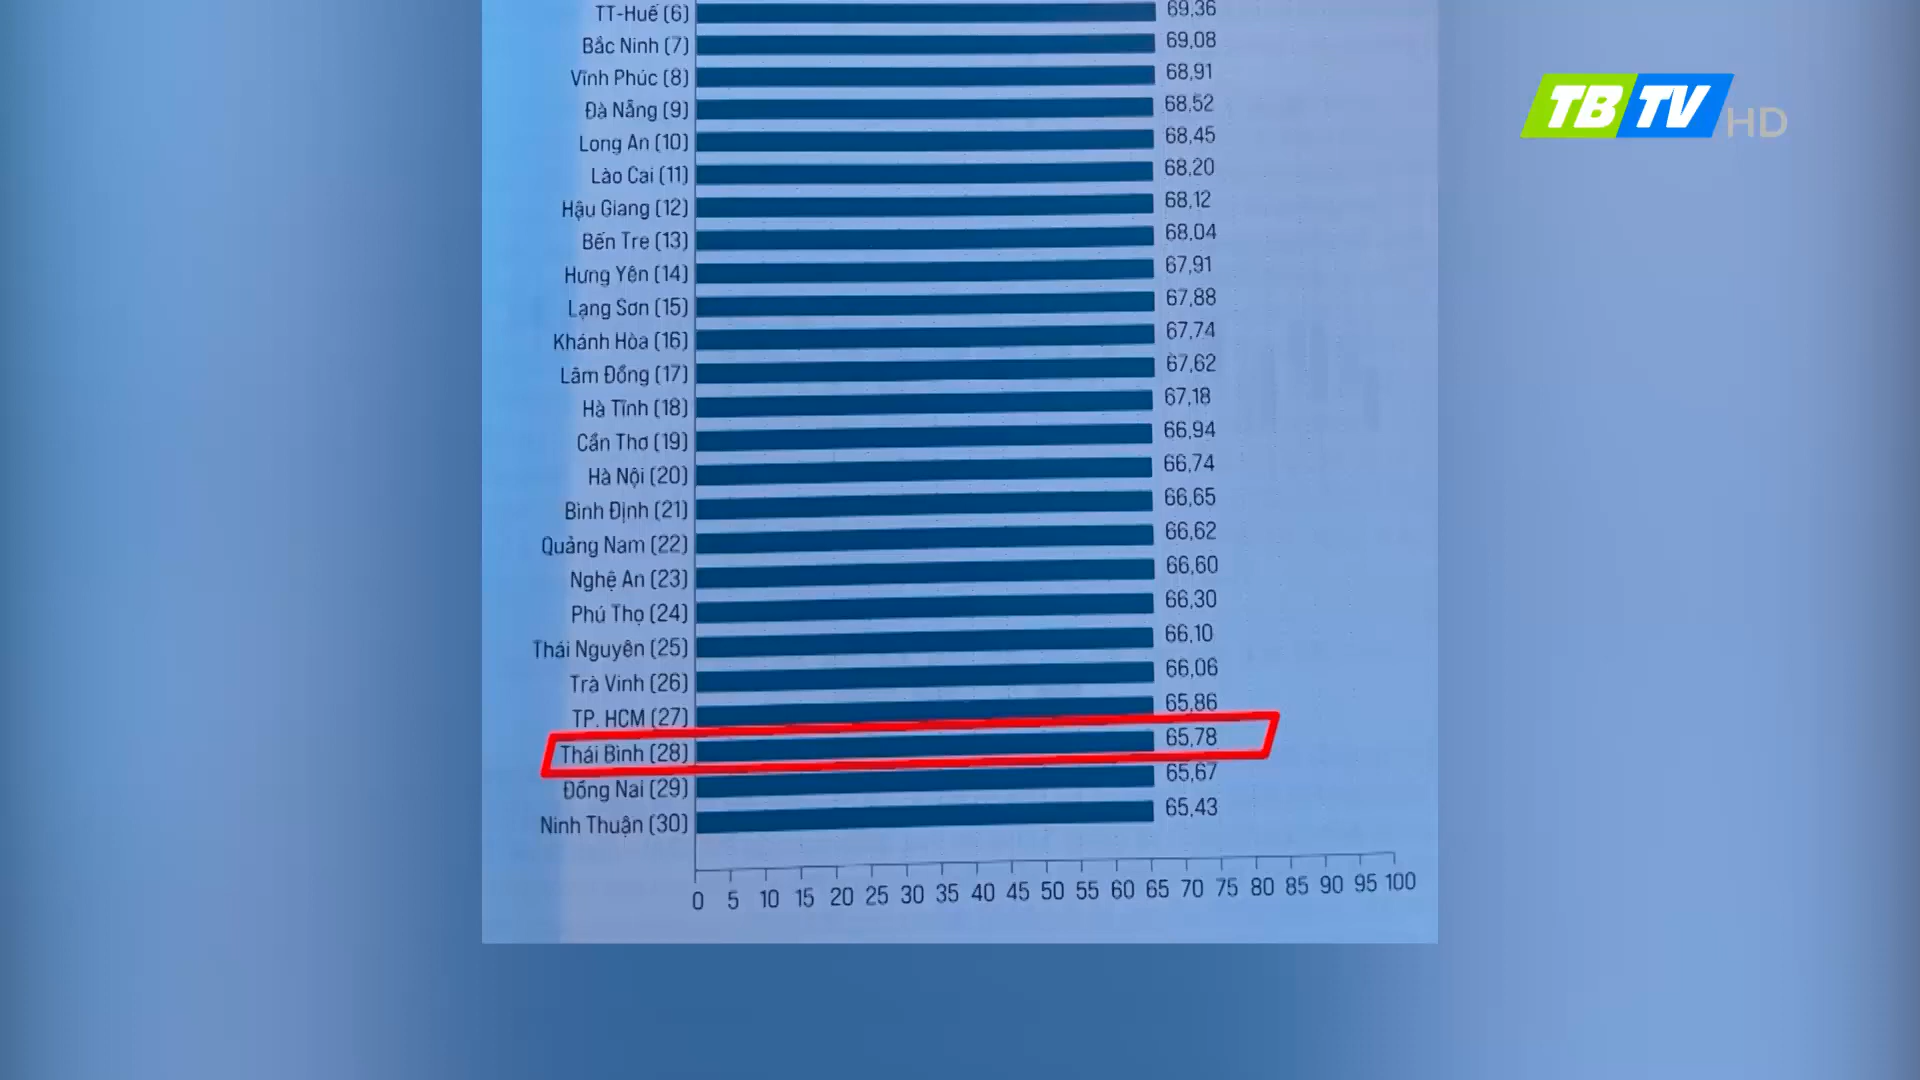 TT-Huế (6) 69,36
Bắc Ninh (7) 69,08
Vĩnh Phúc (8) 68,91
Đà Nẵng (9) 68,52
Long An (10) 68,45
Lào Cai (11) 68,20
Hậu Giang (12) 68,12
Bến Tre (13) 68,04
Hưng Yên (14) 67,91
Lạng Sơn (15) 67,88
Khánh Hòa (16) 67,74
Lâm Đồng (17) 67,62
Hà Tĩnh (18) 67,18
Cần Thơ (19) 66,94
Hà Nội (20) 66,74
Bình Định (21) 66,65
Quảng Nam (22) 66,62
Nghệ An (23) 66,60
Phú Thọ (24) 66,30
Thái Nguyên (25) 66,10
Trà Vinh (26) 66,06
TP. HCM (27) 65,86
Thái Bình (28) 65,78
Đồng Nai (29) 65,67
Ninh Thuận (30) 65,43
0 5 10 15 20 25 30 35 40 45 50 55 60 65 70 75 80 85 90 95 100
TBTV HD